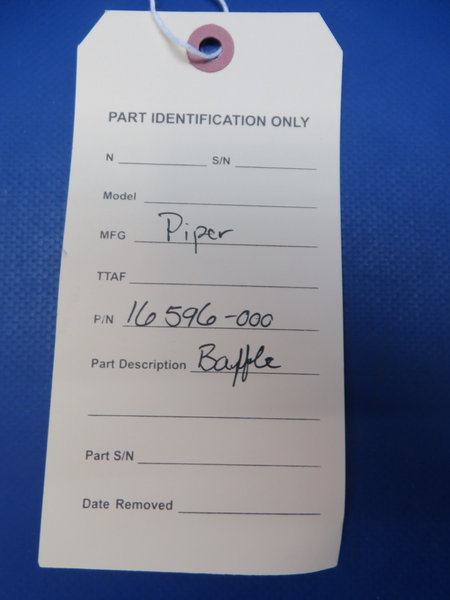 PART IDENTIFICATION ONLY
N S/N
Model
MFG Piper
TTAF
P/N 16596-000
Part Description Baffle
Part S/N
Date Removed